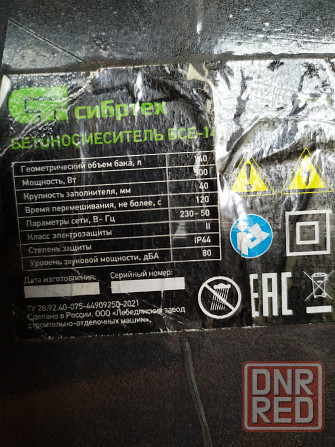 сибртех
БЕТОНОСМЕСИТЕЛЬ БСЕ-14
Геометрический объем бака, л 140
Мощность, Вт 500
Крупность заполнителя, мм 40
Время перемешивания, не более, с 120
Параметры сети, В- Гц 230- 50
Класс электрозащиты II
Степень защиты IP44
Уровень звуковой мощности, дБА 80
Дата изготовления: Серийный номер:
ТУ 28.92.40-075-44909250-2021
Сделано в России, ООО «Лебедянский завод
строительно-отделочных машин».
EAC
DNR
RED